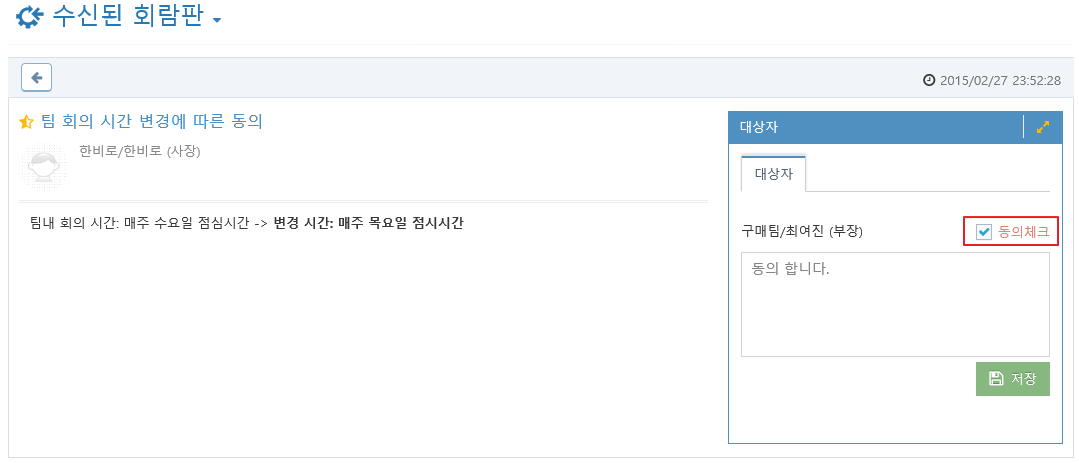 수신된 회람판
2015/02/27 23:52:28
팀 회의 시간 변경에 따른 동의
한비로/한비로 (사장)
팀내 회의 시간: 매주 수요일 점심시간 -> 변경 시간: 매주 목요일 점시시간
대상자
대상자
구매팀/최여진 (부장)
동의체크
동의 합니다.
저장